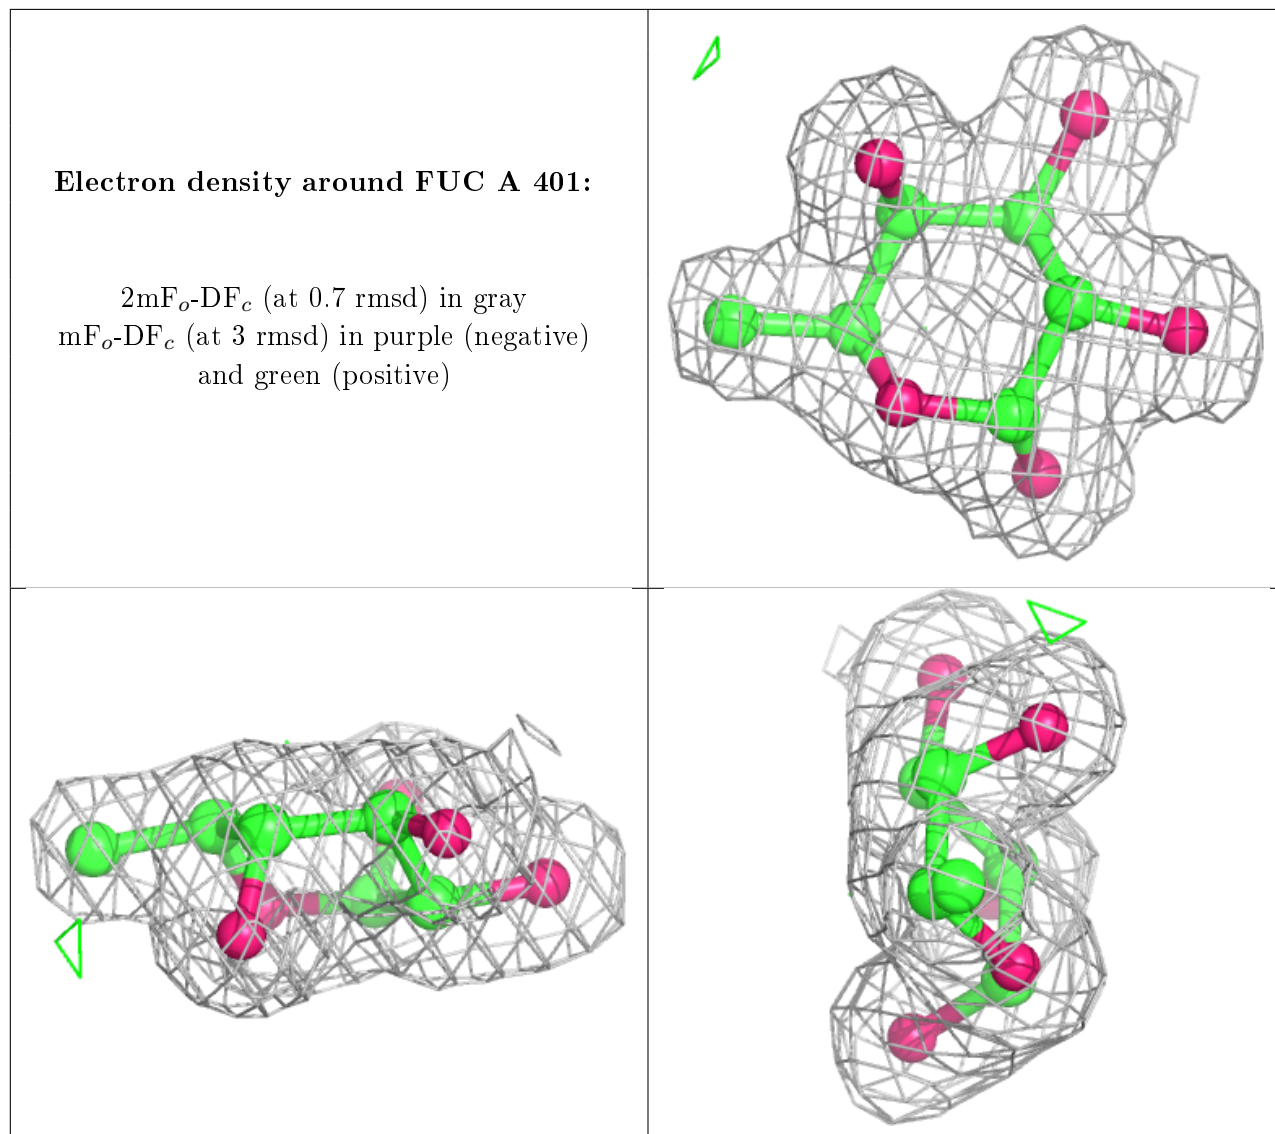 Electron density around FUC A 401:
2mFo-DFc (at 0.7 rmsd) in gray
mFo-DFc (at 3 rmsd) in purple (negative)
and green (positive)